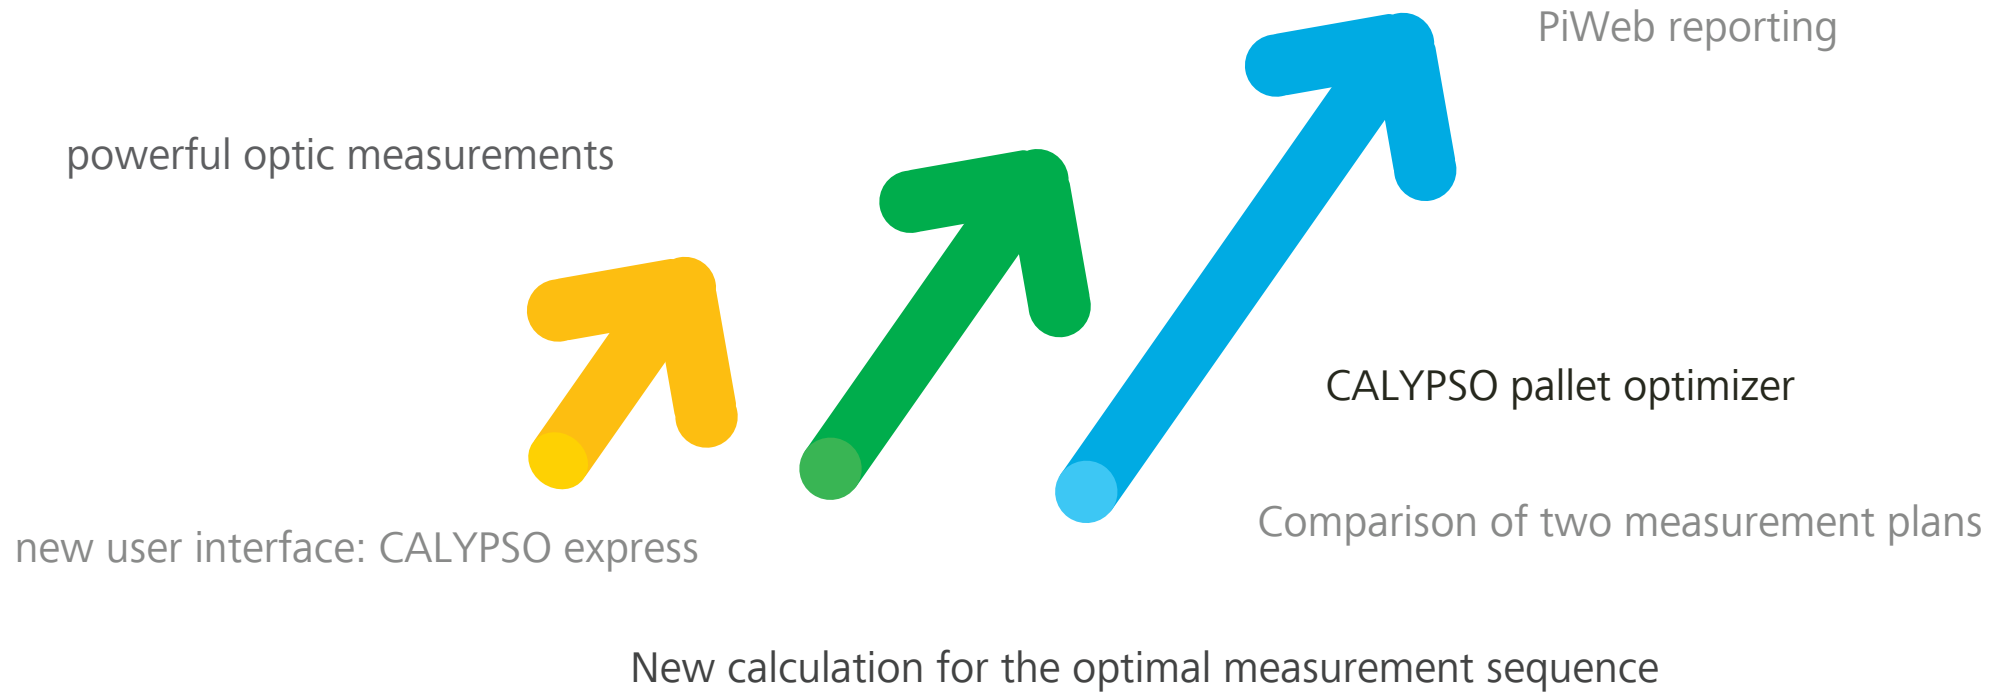 PiWeb reporting
powerful optic measurements
CALYPSO pallet optimizer
Comparison of two measurement plans
new user interface: CALYPSO express
New calculation for the optimal measurement sequence